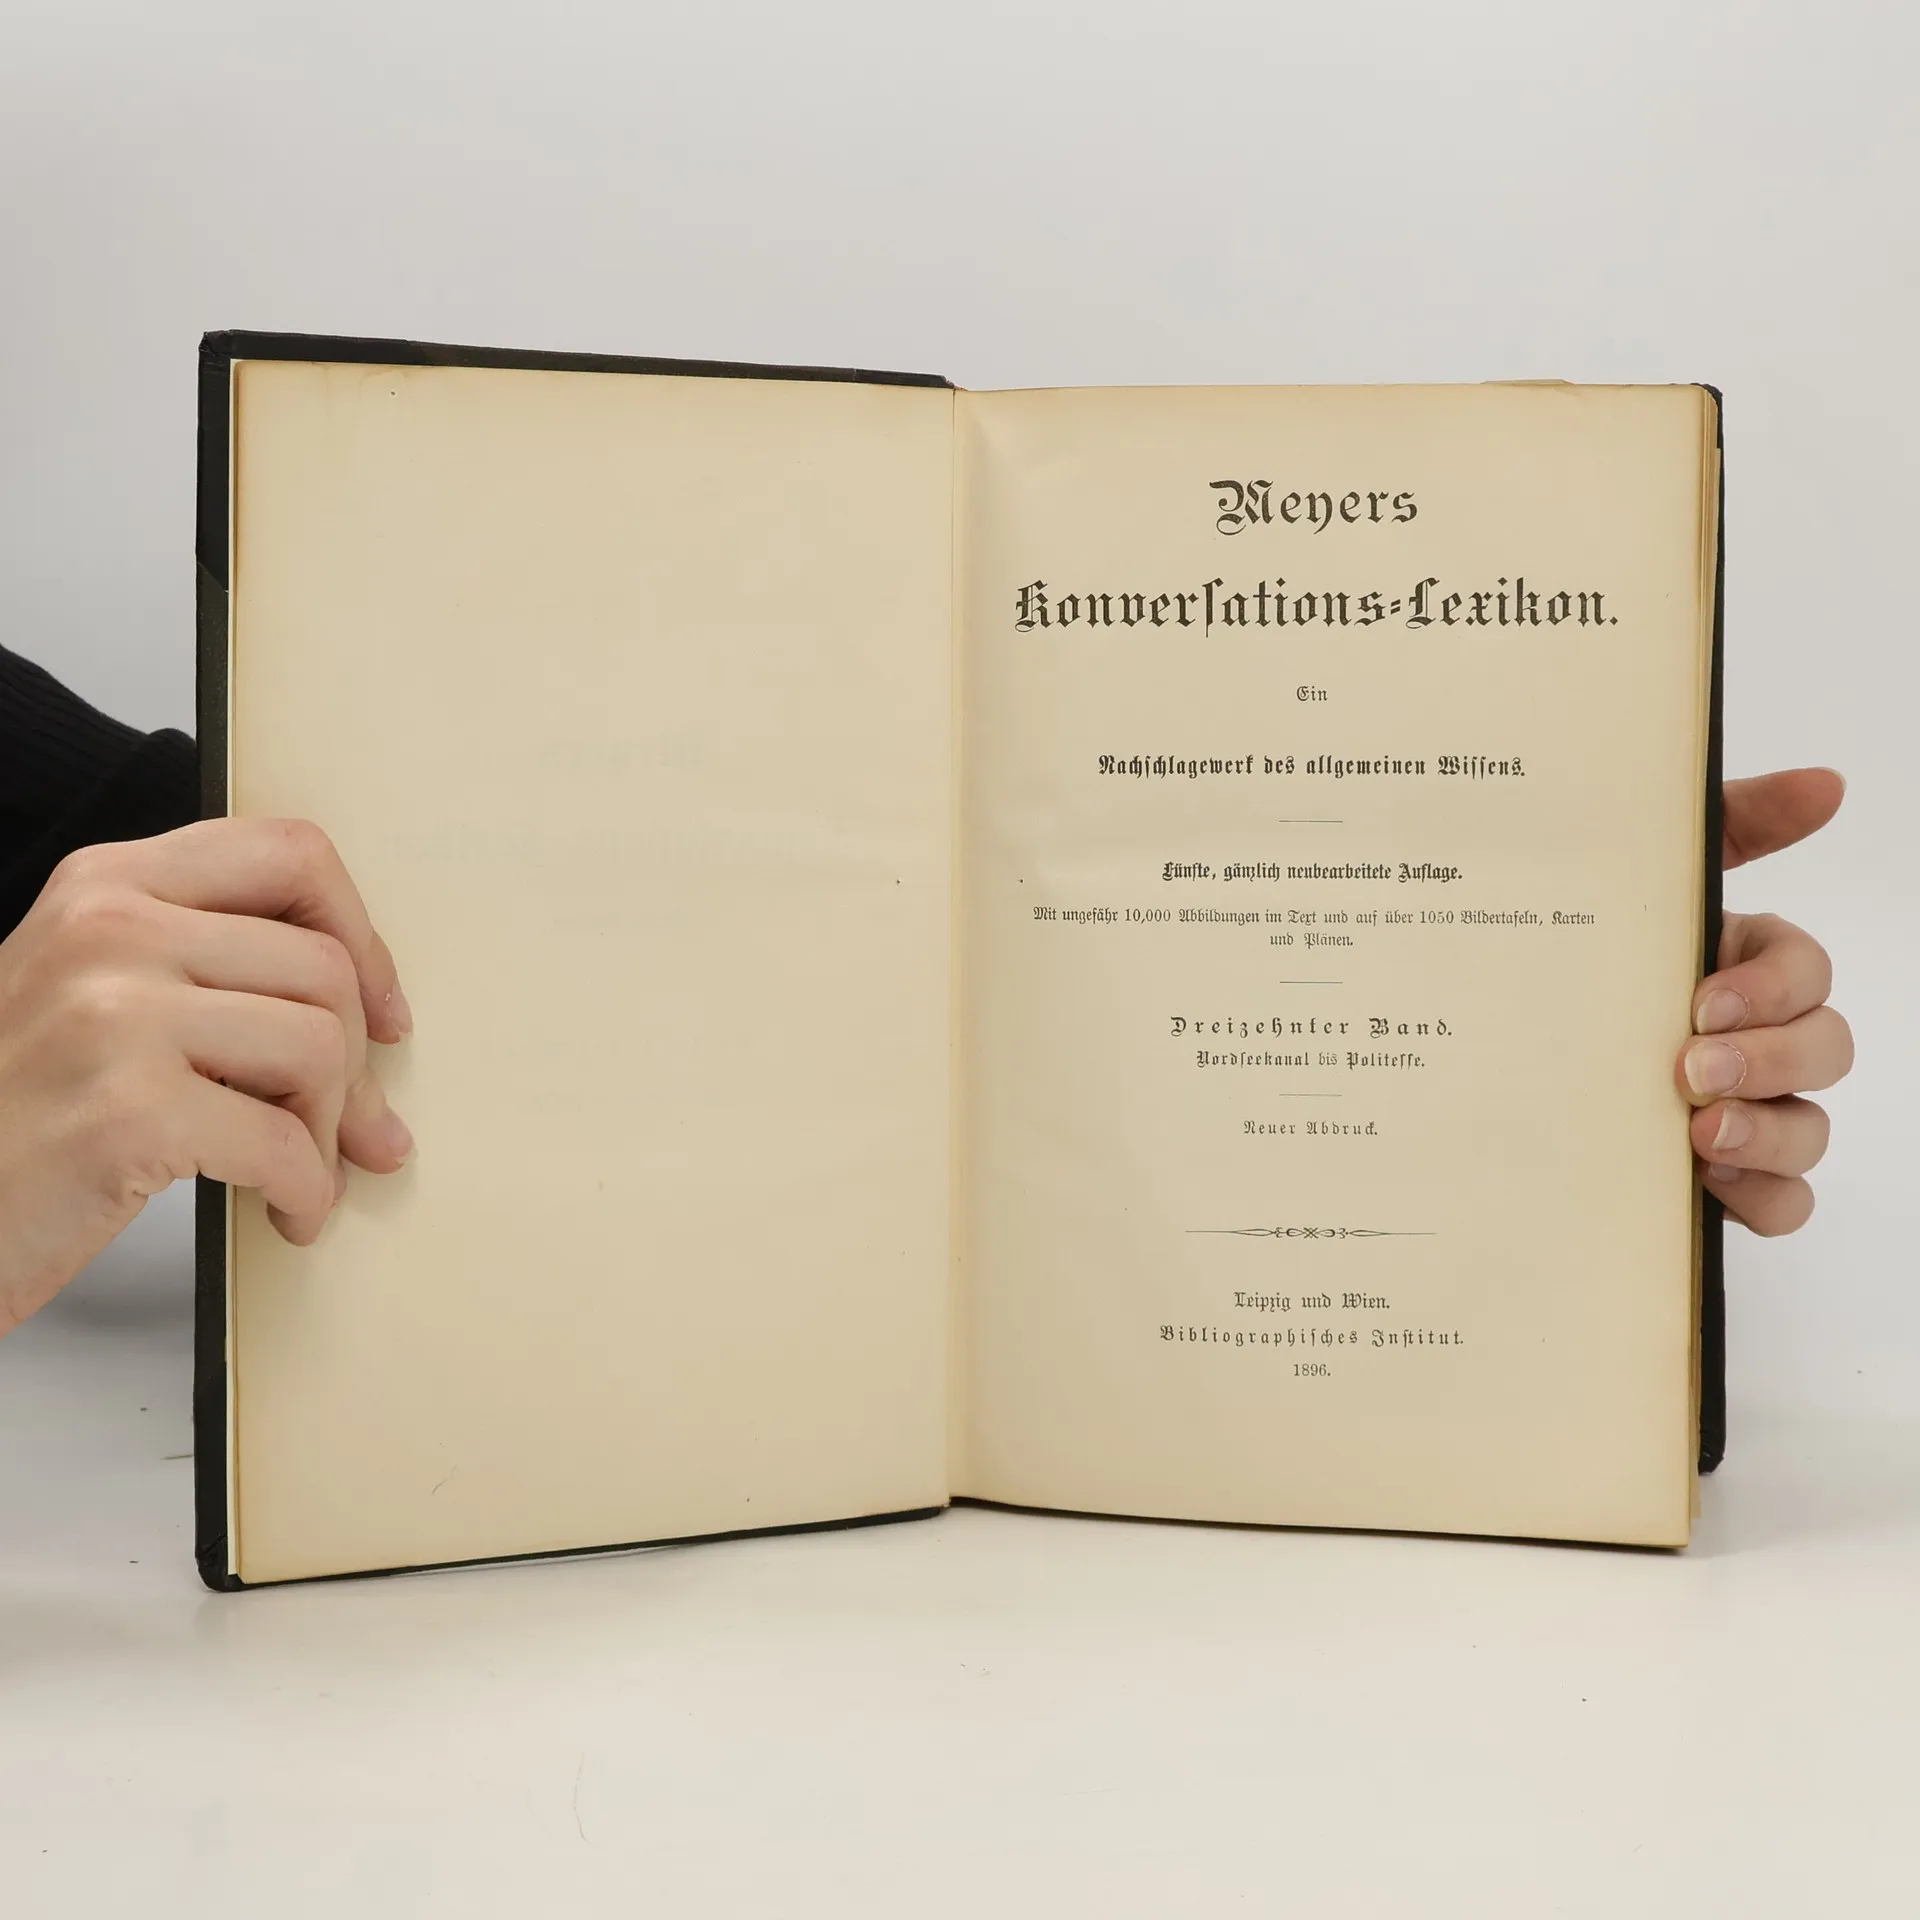 Meyers
Konverſations-Lexikon.
Ein
Nachſchlagewerk des allgemeinen Wiſſens.
Fünfte, gänzlich neubearbeitete Auflage.
Mit ungefähr 10,000 Abbildungen im Text und auf über 1050 Bildertafeln, Karten
und Plänen.
Dreizehnter Band.
Nordſeekanal bis Politeſſe.
Neuer Abdruck.
Leipzig und Wien.
Bibliographiſches Inſtitut.
1896.